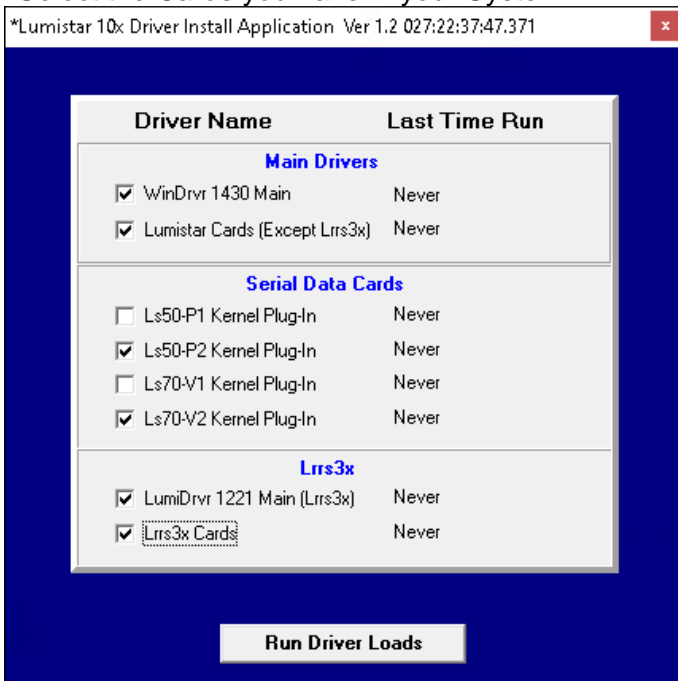 *Lumistar 10x Driver Install Application Ver 1.2 027:22:37:47.371
x
Driver Name Last Time Run
Main Drivers
WinDrvr 1430 Main Never
Lumistar Cards (Except Lrrs3x) Never
Serial Data Cards
Ls50-P1 Kernel Plug-In Never
Ls50-P2 Kernel Plug-In Never
Ls70-V1 Kernel Plug-In Never
Ls70-V2 Kernel Plug-In Never
Lrrs3x
LumiDrvr 1221 Main (Lrrs3x) Never
Lrrs3x Cards Never
Run Driver Loads